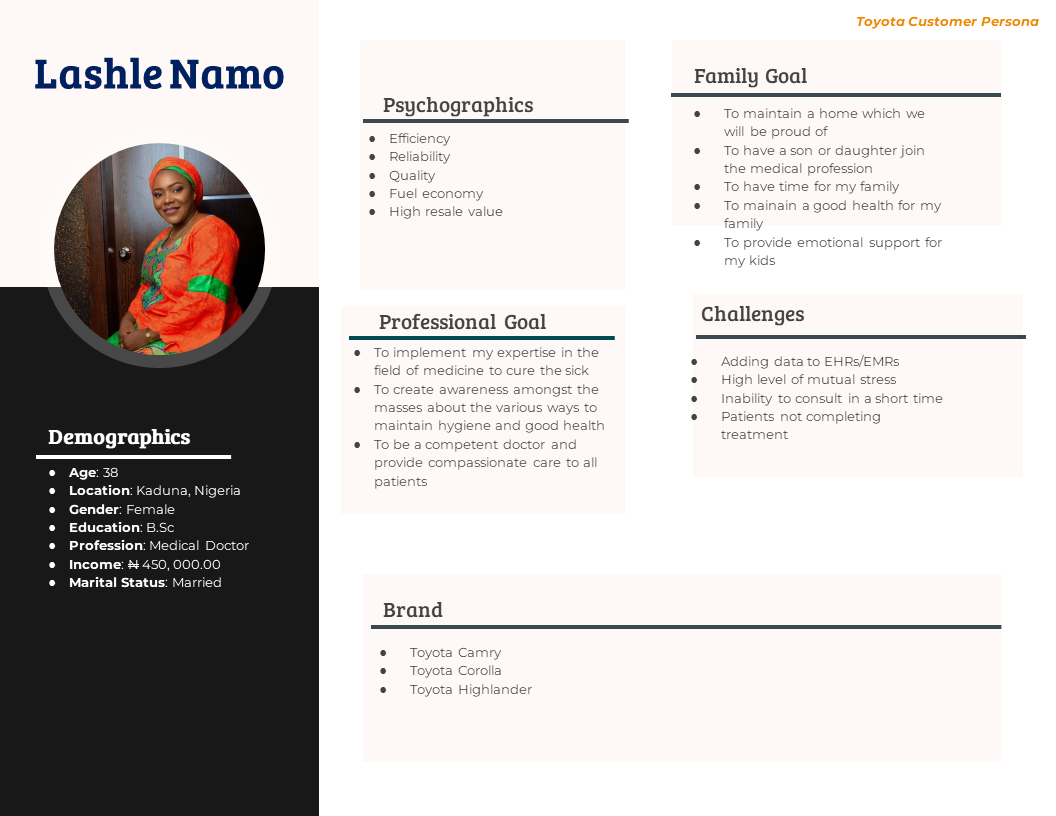 Toyota Customer Persona
Lashle Namo
Demographics
● Age: 38
● Location: Kaduna, Nigeria
● Gender: Female
● Education: B.Sc
● Profession: Medical Doctor
● Income: ₦ 450, 000.00
● Marital Status: Married
Psychographics
● Efficiency
● Reliability
● Quality
● Fuel economy
● High resale value
Family Goal
● To maintain a home which we
will be proud of
● To have a son or daughter join
the medical profession
● To have time for my family
● To mainain a good health for my
family
● To provide emotional support for
my kids
Professional Goal
● To implement my expertise in the
field of medicine to cure the sick
● To create awareness amongst the
masses about the various ways to
maintain hygiene and good health
● To be a competent doctor and
provide compassionate care to all
patients
Challenges
● Adding data to EHRs/EMRs
● High level of mutual stress
● Inability to consult in a short time
● Patients not completing
treatment
Brand
● Toyota Camry
● Toyota Corolla
● Toyota Highlander